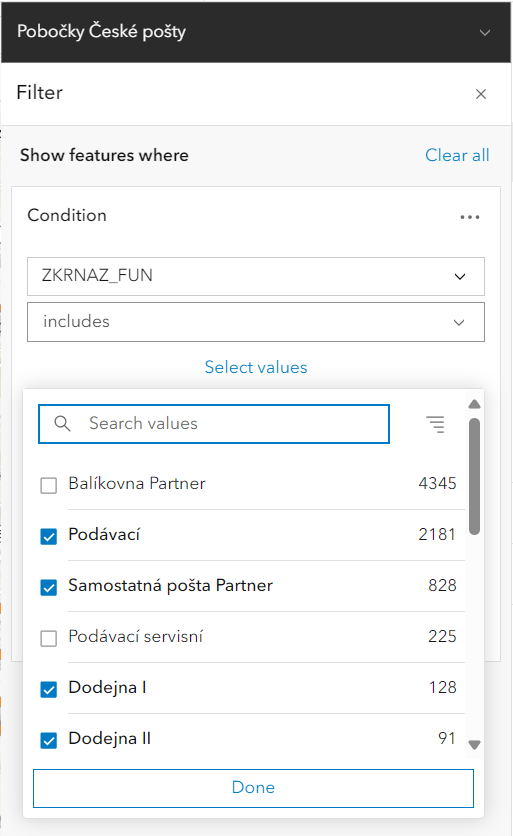 Pobočky České pošty
Filter
Show features where Clear all
Condition
ZKRNAZ_FUN
includes
Select values
Search values
Balíkovna Partner 4345
Podávací 2181
Samostatná pošta Partner 828
Podávací servisní 225
Dodejna I 128
Dodejna II 91
Done